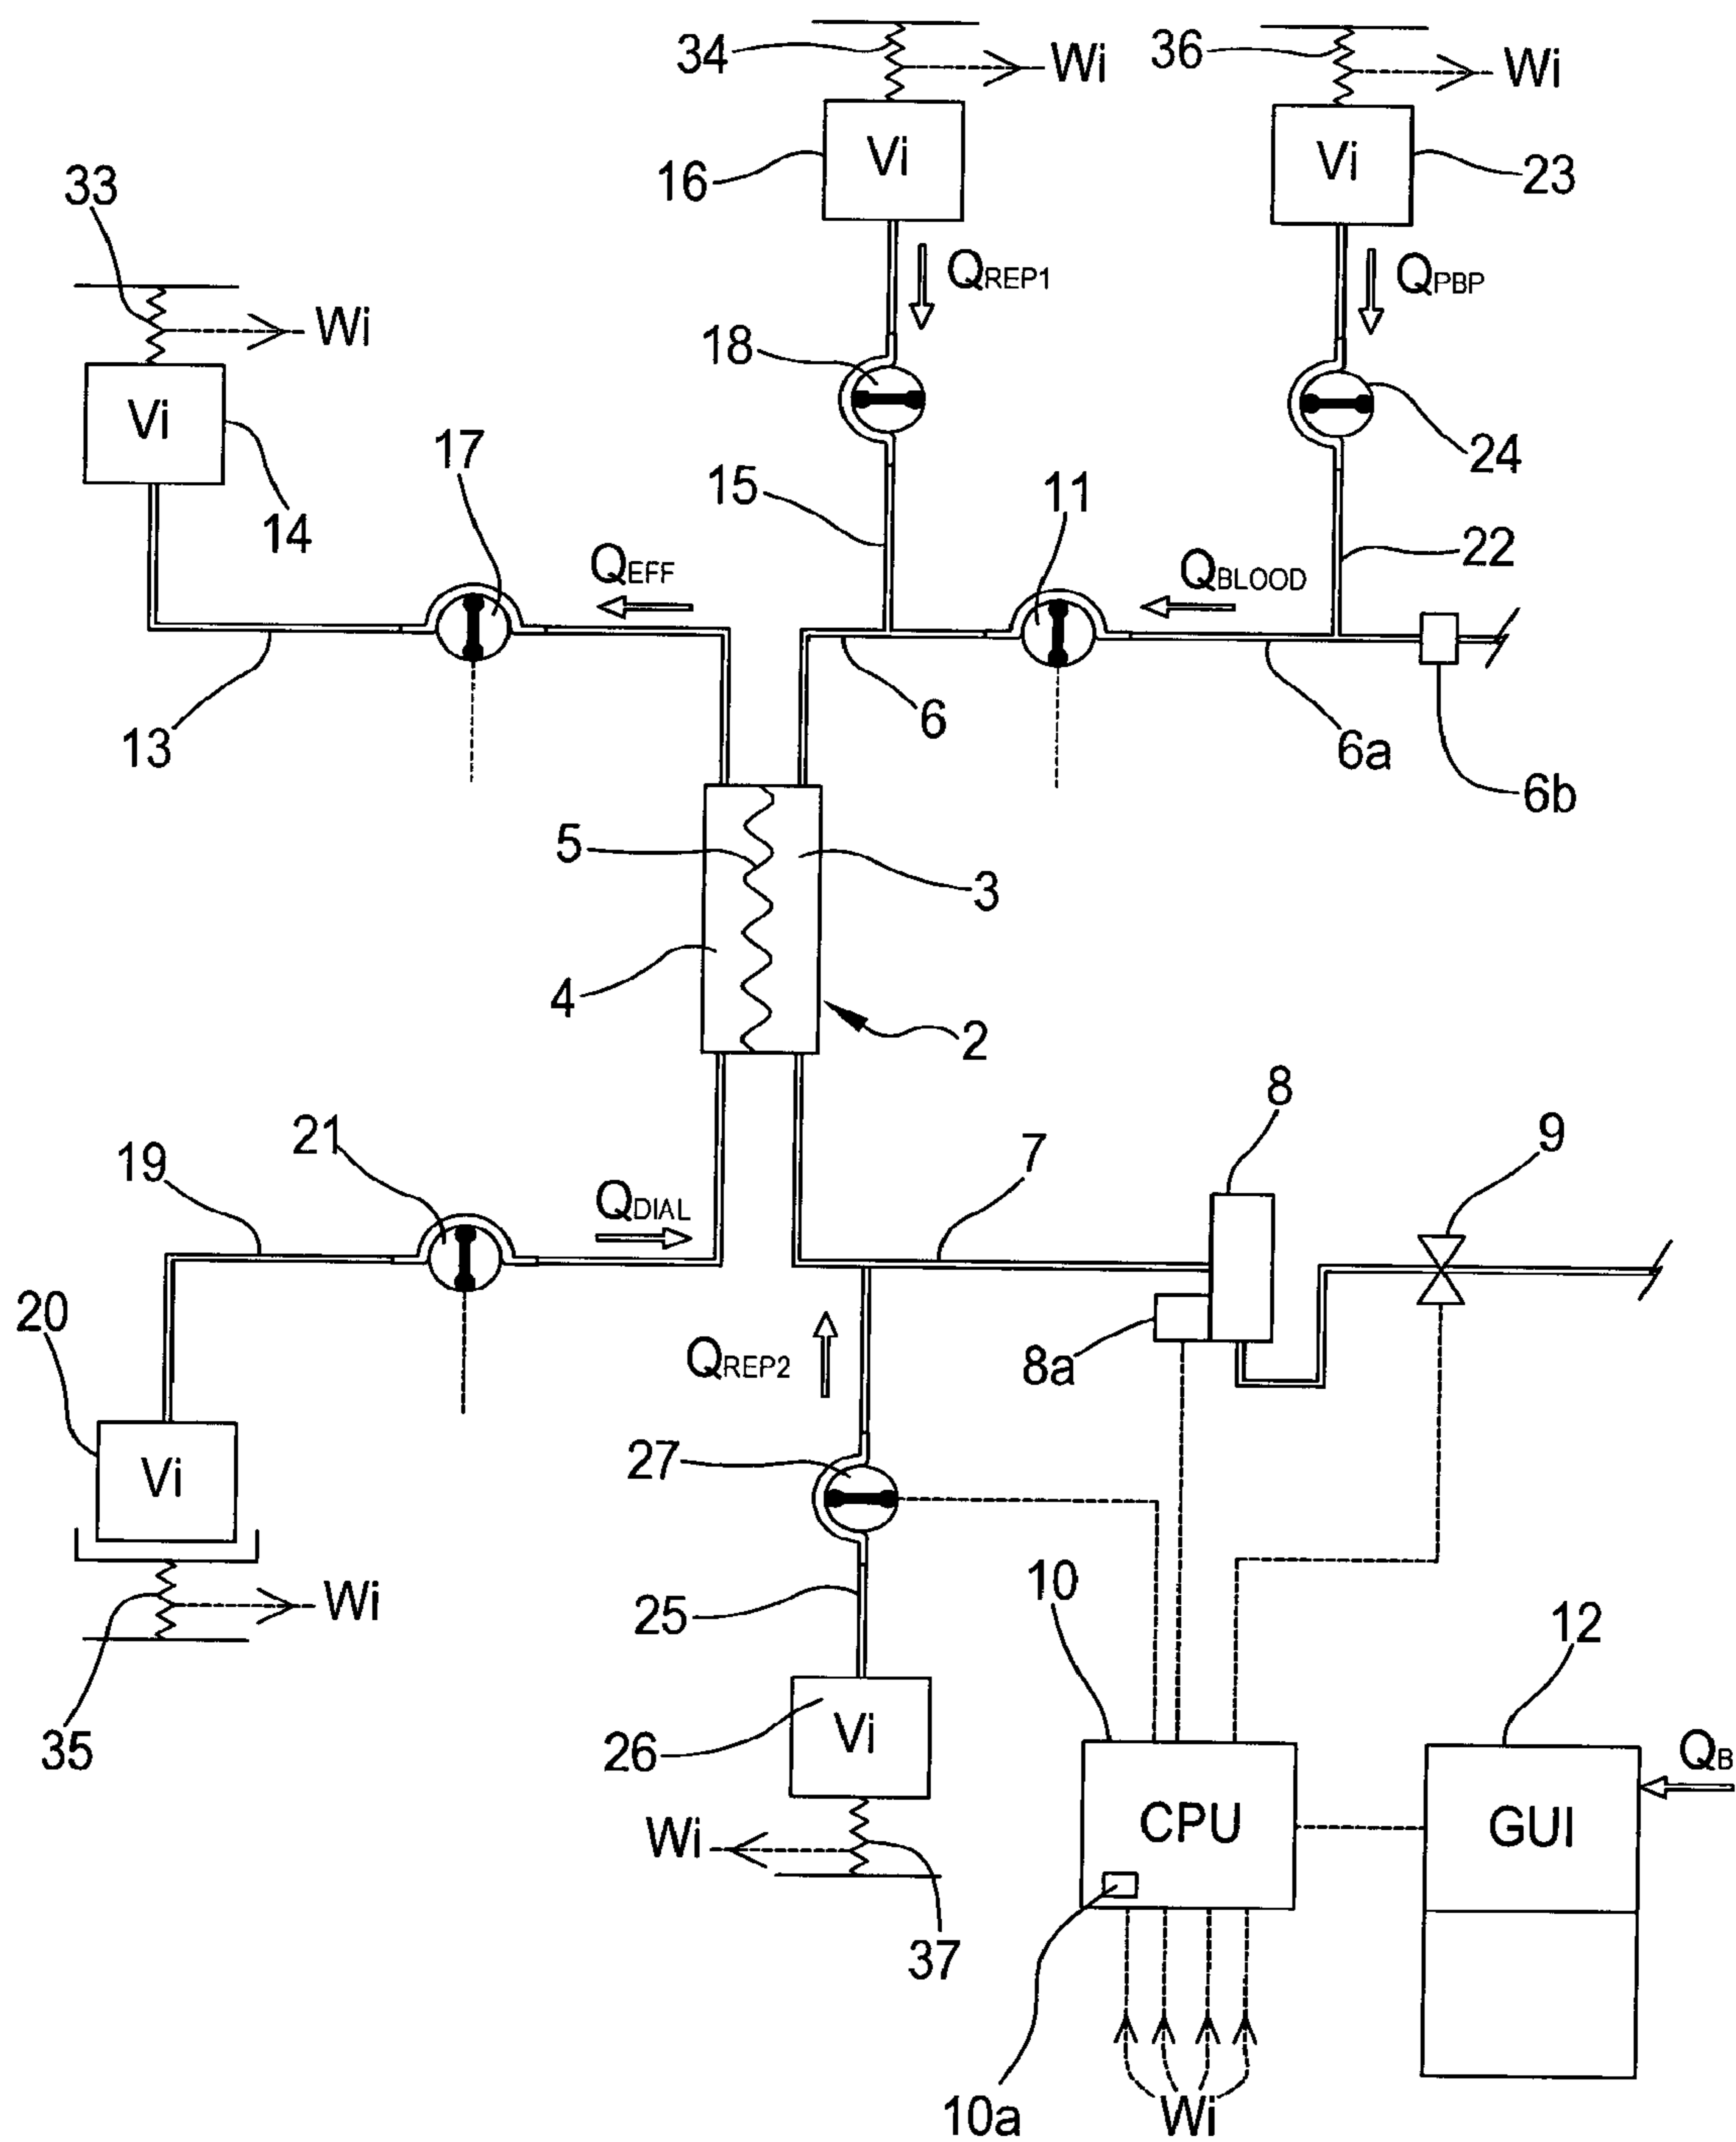 34
Wi
36
Wi
16
Vi
Vi
23
33
QREP1
QPBP
Wi
18
Vi
17
24
14
15
11
22
QEFF
QBLOOD
13
6
6a
6b
5
3
4
2
8
21
9
19
7
QDIAL
20
8a
QREP2
Vi
27
10
35
Wi
25
12
26
Vi
QB
Wi
CPU
GUI
37
10a
Wi